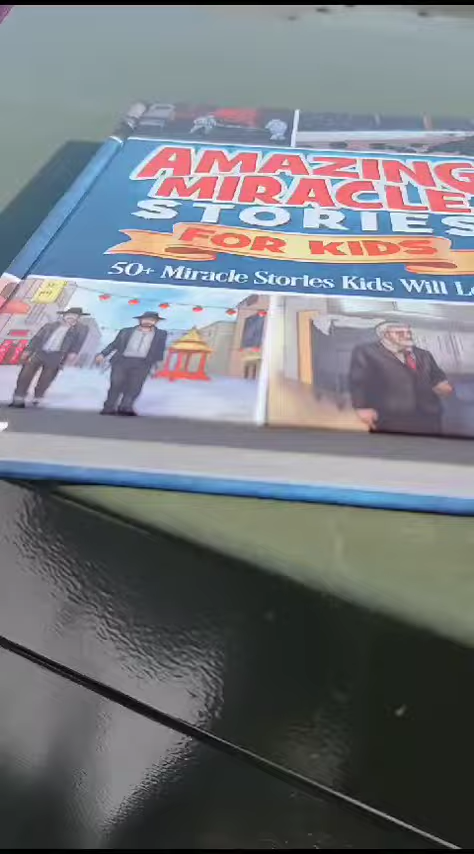 AMAZING
MIRACLE
STORIES
FOR KIDS
50+ Miracle Stories Kids Will